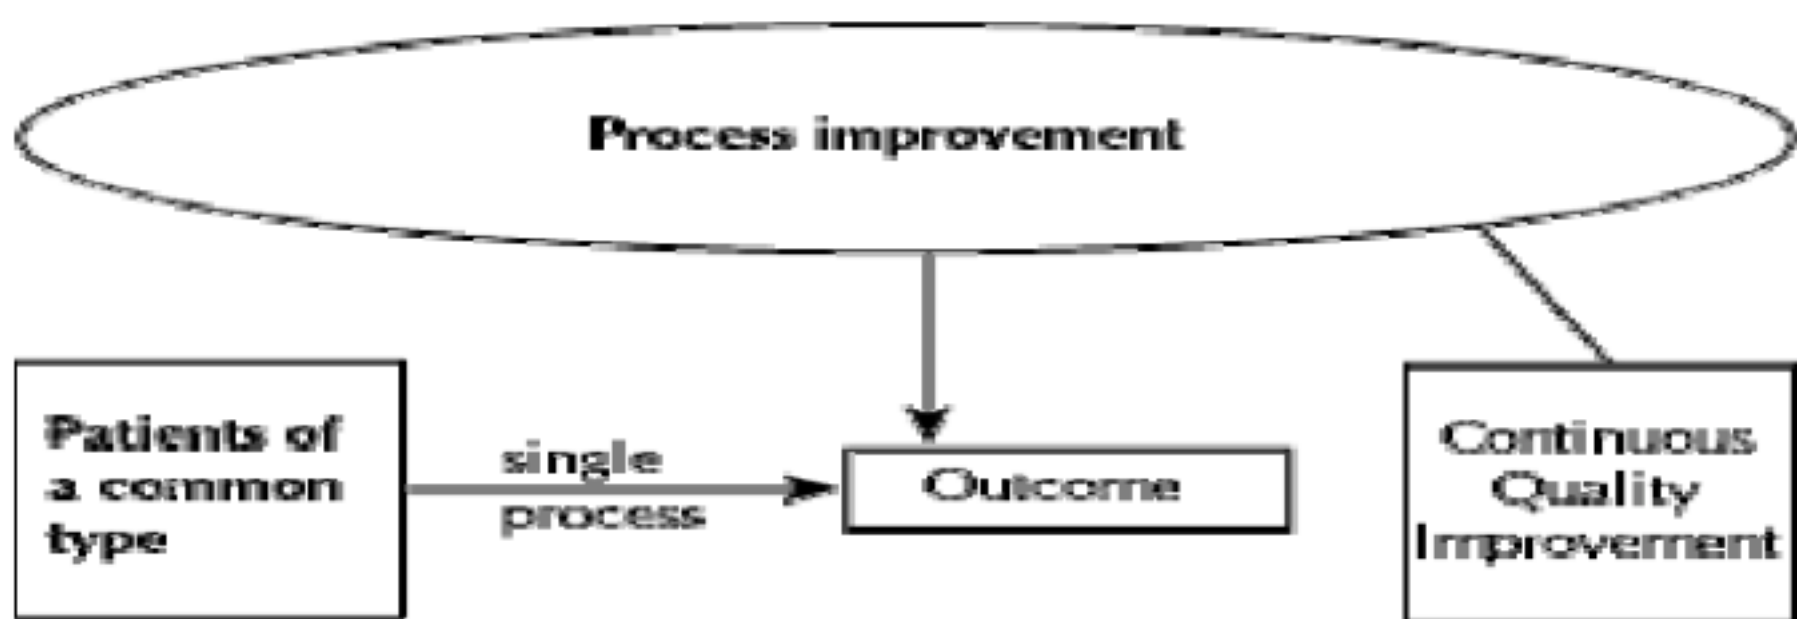 Process improvement
Patients of
a common
type
single
process
Outcome
Continuous
Quality
Improvement